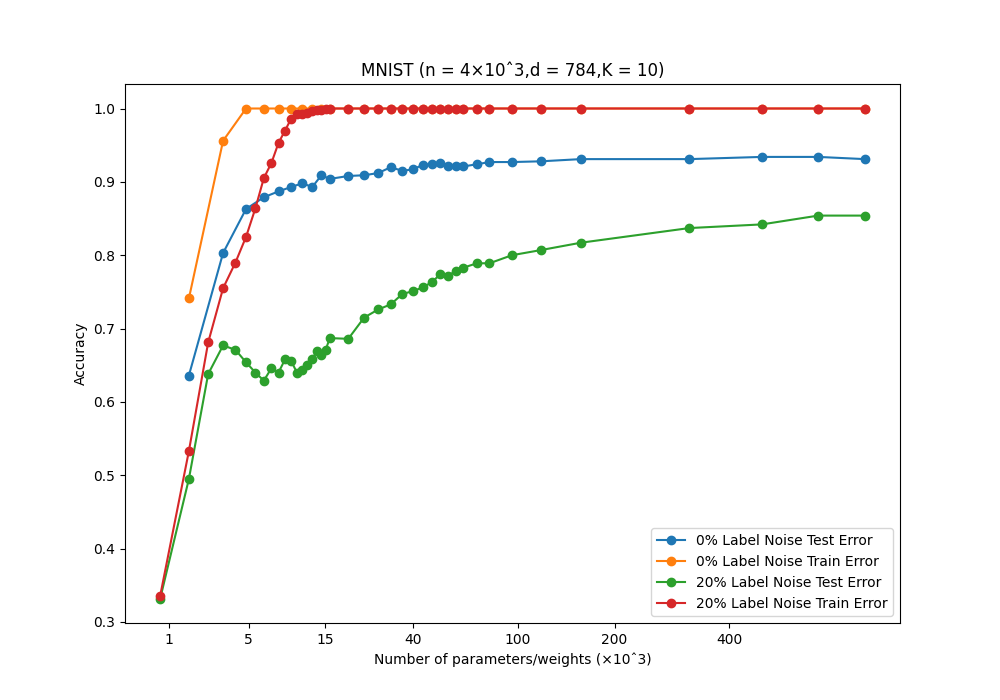 MNIST (n = 4×10ˆ3,d = 784,K = 10)
1.0
0.9
0.8
0.7
0.6
0.5
0.4
0.3
Accuracy
0% Label Noise Test Error
0% Label Noise Train Error
20% Label Noise Test Error
20% Label Noise Train Error
1 5 15 40 100 200 400
Number of parameters/weights (×10ˆ3)